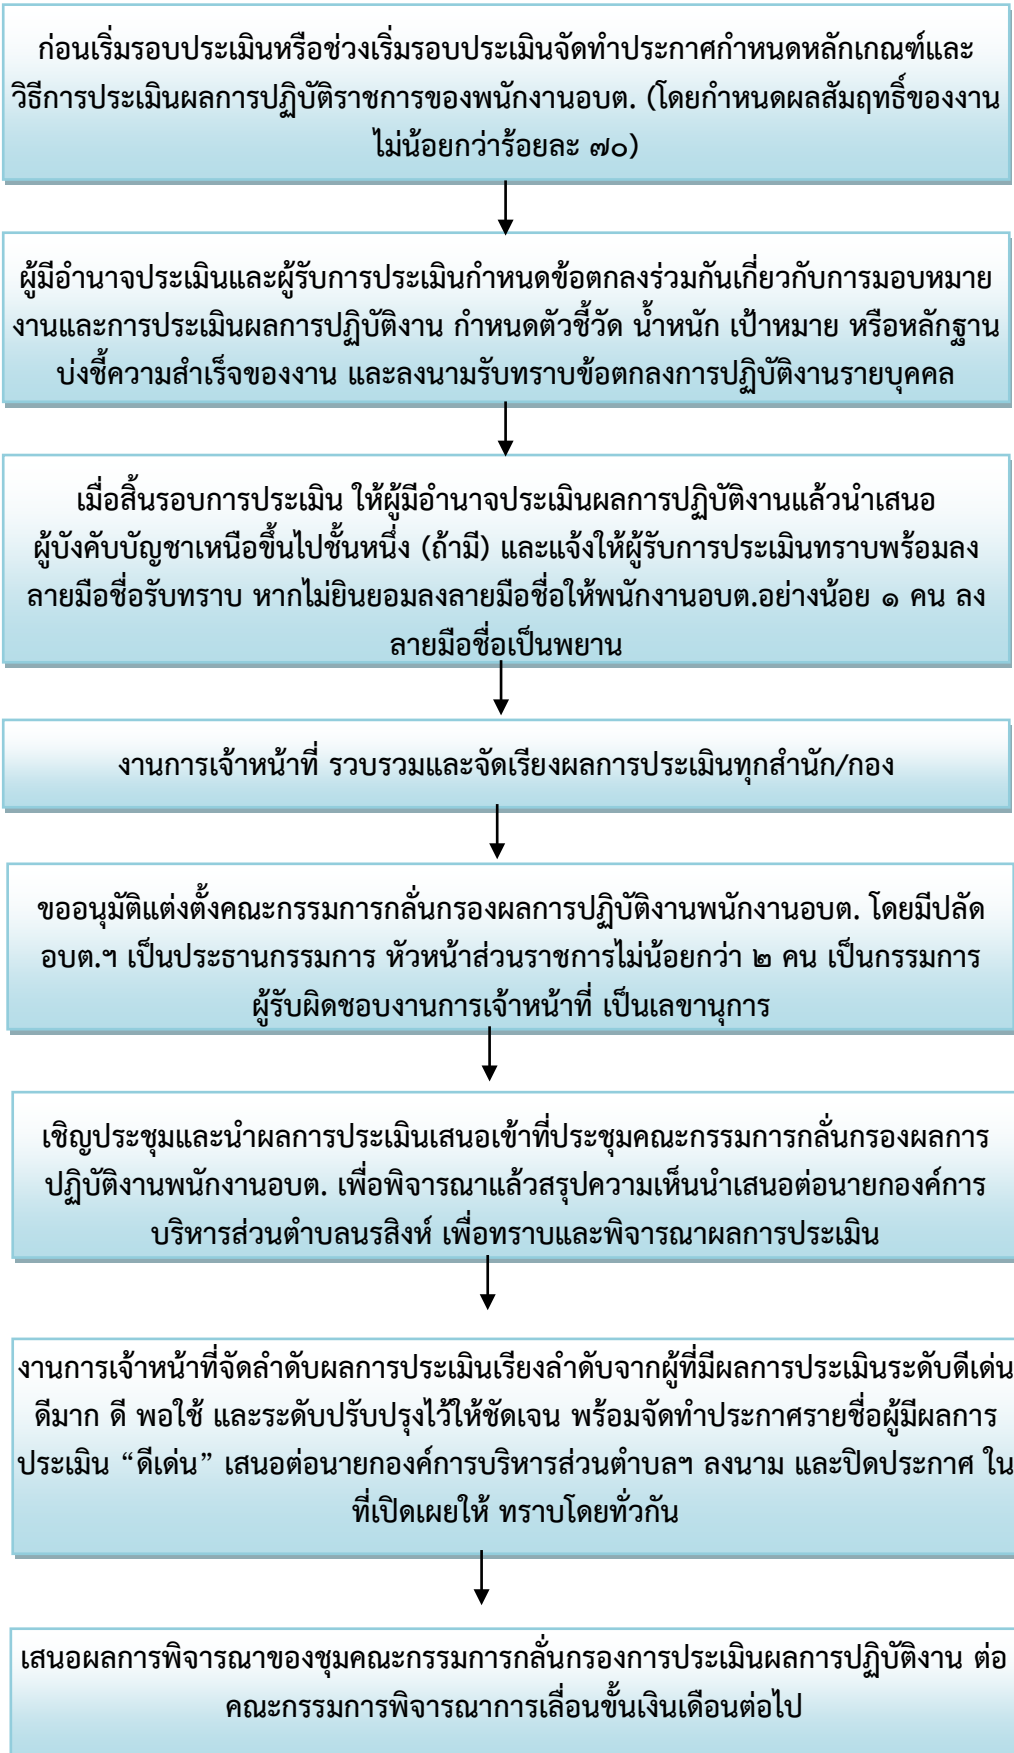 ก่อนเริ่มรอบประเมินหรือช่วงเริ่มรอบประเมินจัดทำประกาศกำหนดหลักเกณฑ์และ
วิธีการประเมินผลการปฏิบัติราชการของพนักงานอบต. (โดยกำหนดผลสัมฤทธิ์ของงาน
ไม่น้อยกว่าร้อยละ ๗๐)
ผู้มีอำนาจประเมินและผู้รับการประเมินกำหนดข้อตกลงร่วมกันเกี่ยวกับการมอบหมาย
งานและการประเมินผลการปฏิบัติงาน กำหนดตัวชี้วัด น้ำหนัก เป้าหมาย หรือหลักฐาน
บ่งชี้ความสำเร็จของงาน และลงนามรับทราบข้อตกลงการปฏิบัติงานรายบุคคล
เมื่อสิ้นรอบการประเมิน ให้ผู้มีอำนาจประเมินผลการปฏิบัติงานแล้วนำเสนอ
ผู้บังคับบัญชาเหนือขึ้นไปชั้นหนึ่ง (ถ้ามี) และแจ้งให้ผู้รับการประเมินทราบพร้อมลง
ลายมือชื่อรับทราบ หากไม่ยินยอมลงลายมือชื่อให้พนักงานอบต.อย่างน้อย ๑ คน ลง
ลายมือชื่อเป็นพยาน
งานการเจ้าหน้าที่ รวบรวมและจัดเรียงผลการประเมินทุกสำนัก/กอง
ขออนุมัติแต่งตั้งคณะกรรมการกลั่นกรองผลการปฏิบัติงานพนักงานอบต. โดยมีปลัด
อบต.ฯ เป็นประธานกรรมการ หัวหน้าส่วนราชการไม่น้อยกว่า ๒ คน เป็นกรรมการ
ผู้รับผิดชอบงานการเจ้าหน้าที่ เป็นเลขานุการ
เชิญประชุมและนำผลการประเมินเสนอเข้าที่ประชุมคณะกรรมการกลั่นกรองผลการ
ปฏิบัติงานพนักงานอบต. เพื่อพิจารณาแล้วสรุปความเห็นนำเสนอต่อนายกองค์การ
บริหารส่วนตำบลนรสิงห์ เพื่อทราบและพิจารณาผลการประเมิน
งานการเจ้าหน้าที่จัดลำดับผลการประเมินเรียงลำดับจากผู้ที่มีผลการประเมินระดับดีเด่น
ดีมาก ดี พอใช้ และระดับปรับปรุงไว้ให้ชัดเจน พร้อมจัดทำประกาศรายชื่อผู้มีผลการ
ประเมิน “ดีเด่น” เสนอต่อนายกองค์การบริหารส่วนตำบลฯ ลงนาม และปิดประกาศ ใน
ที่เปิดเผยให้ ทราบโดยทั่วกัน
เสนอผลการพิจารณาของชุมคณะกรรมการกลั่นกรองการประเมินผลการปฏิบัติงาน ต่อ
คณะกรรมการพิจารณาการเลื่อนขั้นเงินเดือนต่อไป